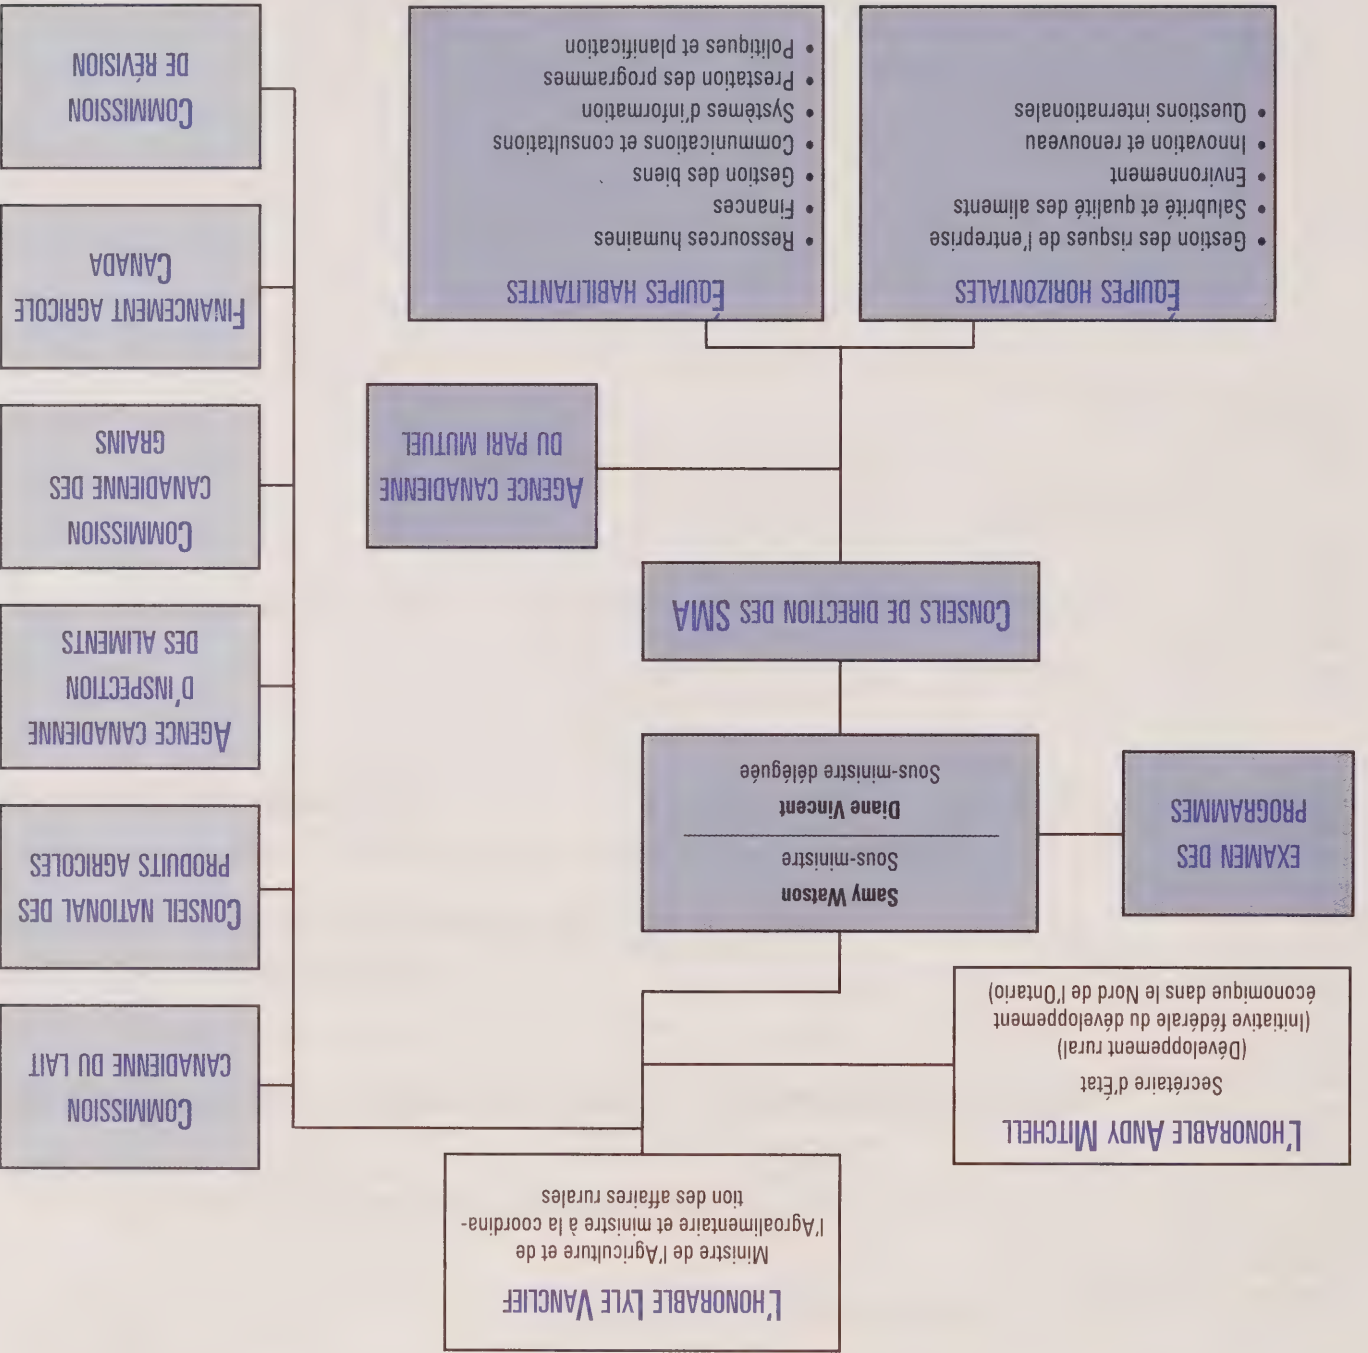 L'HONORABLE LYLE VANCLIEF
Ministre de l'Agriculture et de
l'Agroalimentaire et ministre à la coordina-
tion des affaires rurales
L'HONORABLE ANDY MITCHELL
Secrétaire d'État
(Développement rural)
(Initiative fédérale du développement
économique dans le Nord de l'Ontario)
COMMISSION
CANADIENNE DU LAIT
EXAMEN DES
PROGRAMMES
Samy Watson
Sous-ministre
Diane Vincent
Sous-ministre déléguée
CONSEIL NATIONAL DES
PRODUITS AGRICOLES
CONSEILS DE DIRECTION DES SMA
AGENCE CANADIENNE
D'INSPECTION
DES ALIMENTS
AGENCE CANADIENNE
DU PARI MUTUEL
COMMISSION
CANADIENNE DES
GRAINS
FINANCEMENT AGRICOLE
CANADA
ÉQUIPES HORIZONTALES
• Gestion des risques de l'entreprise
• Salubrité et qualité des aliments
• Environnement
• Innovation et renouveau
• Questions internationales
ÉQUIPES HABILITANTES
• Ressources humaines
• Finances
• Gestion des biens
• Communications et consultations
• Systèmes d'information
• Prestation des programmes
• Politiques et planification
COMMISSION
DE RÉVISION